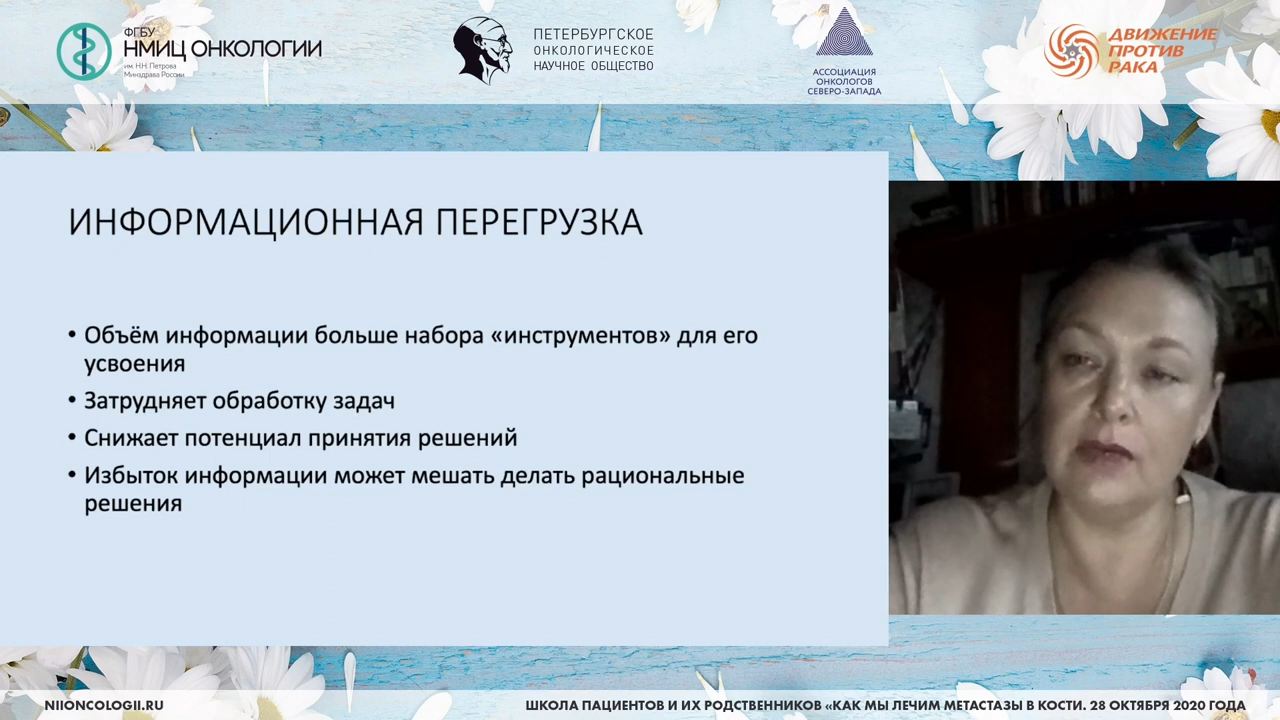 ФГБУ
НМИЦ ОНКОЛОГИИ
им. Н.Н. Петрова
Минздрава России
ПЕТЕРБУРГСКОЕ
ОНКОЛОГИЧЕСКОЕ
НАУЧНОЕ ОБЩЕСТВО
АССОЦИАЦИЯ
ОНКОЛОГОВ
СЕВЕРО-ЗАПАДА
ДВИЖЕНИЕ
ПРОТИВ
РАКА
ИНФОРМАЦИОННАЯ ПЕРЕГРУЗКА
• Объём информации больше набора «инструментов» для его
усвоения
• Затрудняет обработку задач
• Снижает потенциал принятия решений
• Избыток информации может мешать делать рациональные
решения
NIIONCOLOGII.RU
ШКОЛА ПАЦИЕНТОВ И ИХ РОДСТВЕННИКОВ «КАК МЫ ЛЕЧИМ МЕТАСТАЗЫ В КОСТИ. 28 ОКТЯБРЯ 2020 ГОДА